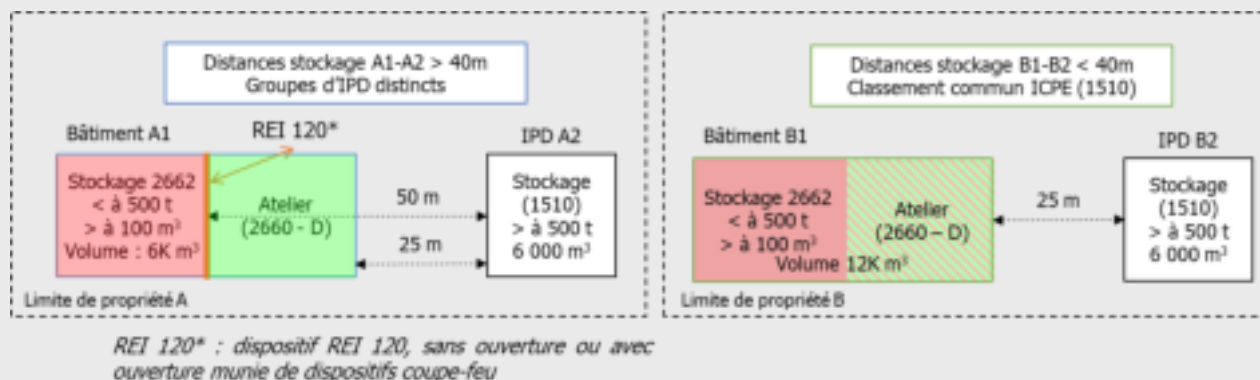 Distances stockage A1-A2 > 40m
Groupes d'IPD distincts
Bâtiment A1
REI 120*
IPD A2
Stockage 2662
< à 500 t
> à 100 m³
Volume : 6K m³
Atelier
(2660 - D)
50 m
25 m
Stockage
(1510)
> à 500 t
6 000 m³
Limite de propriété A
Distances stockage B1-B2 < 40m
Classement commun ICPE (1510)
Bâtiment B1
IPD B2
Stockage 2662
< à 500 t
> à 100 m³
Atelier
(2660 – D)
Volume 12K m³
25 m
Stockage
(1510)
> à 500 t
6 000 m³
Limite de propriété B
REI 120* : dispositif REI 120, sans ouverture ou avec
ouverture munie de dispositifs coupe-feu